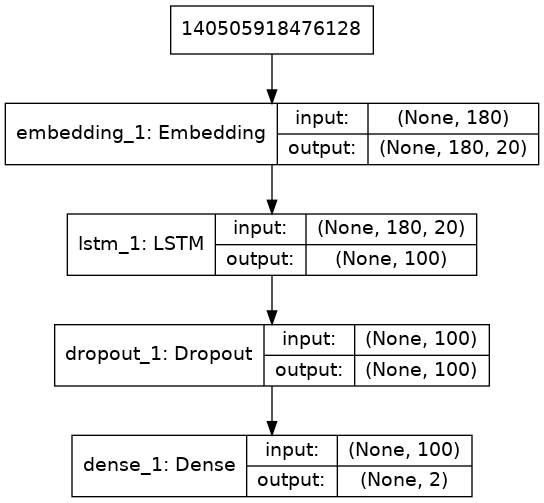 140505918476128
embedding_1: Embedding
input: (None, 180)
output: (None, 180, 20)
lstm_1: LSTM
input: (None, 180, 20)
output: (None, 100)
dropout_1: Dropout
input: (None, 100)
output: (None, 100)
dense_1: Dense
input: (None, 100)
output: (None, 2)